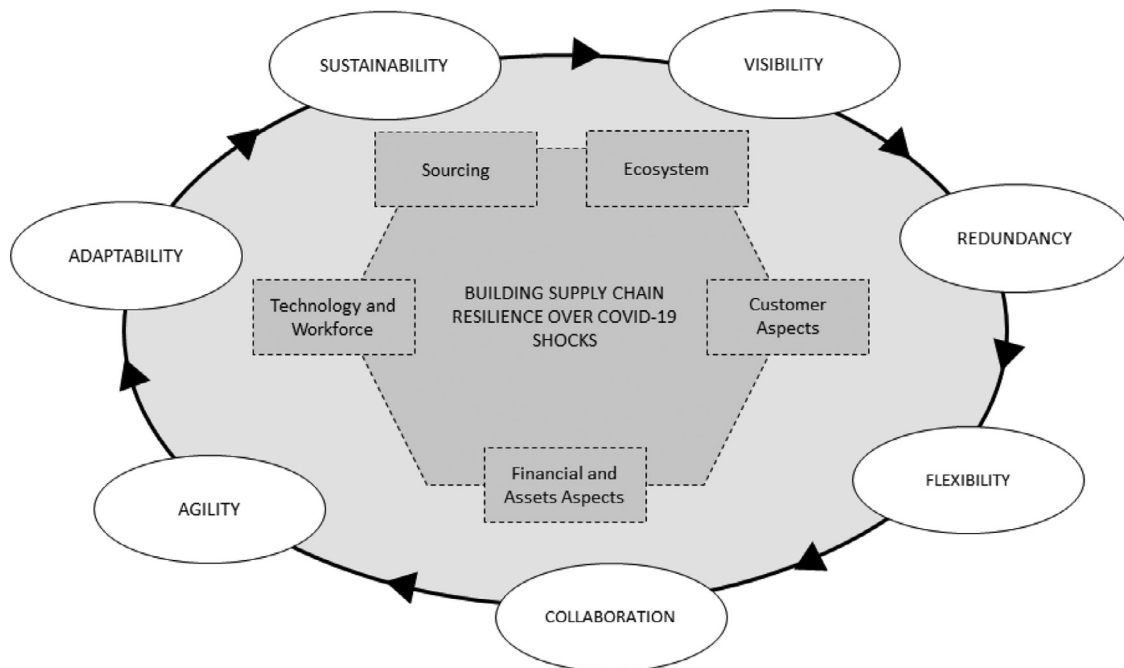 SUSTAINABILITY
VISIBILITY
Sourcing
Ecosystem
ADAPTABILITY
REDUNDANCY
Technology and
Workforce
BUILDING SUPPLY CHAIN
RESILIENCE OVER COVID-19
SHOCKS
Customer
Aspects
Financial and
Assets Aspects
FLEXIBILITY
AGILITY
COLLABORATION